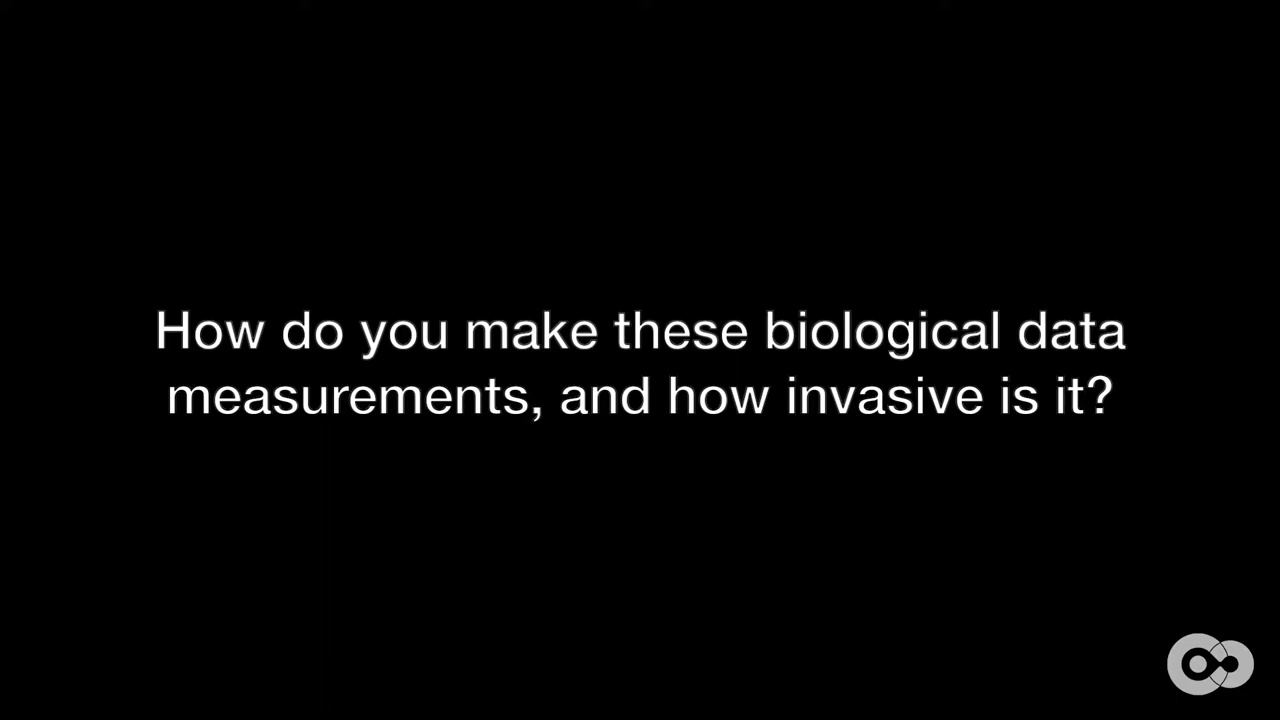 How do you make these biological data
measurements, and how invasive is it?